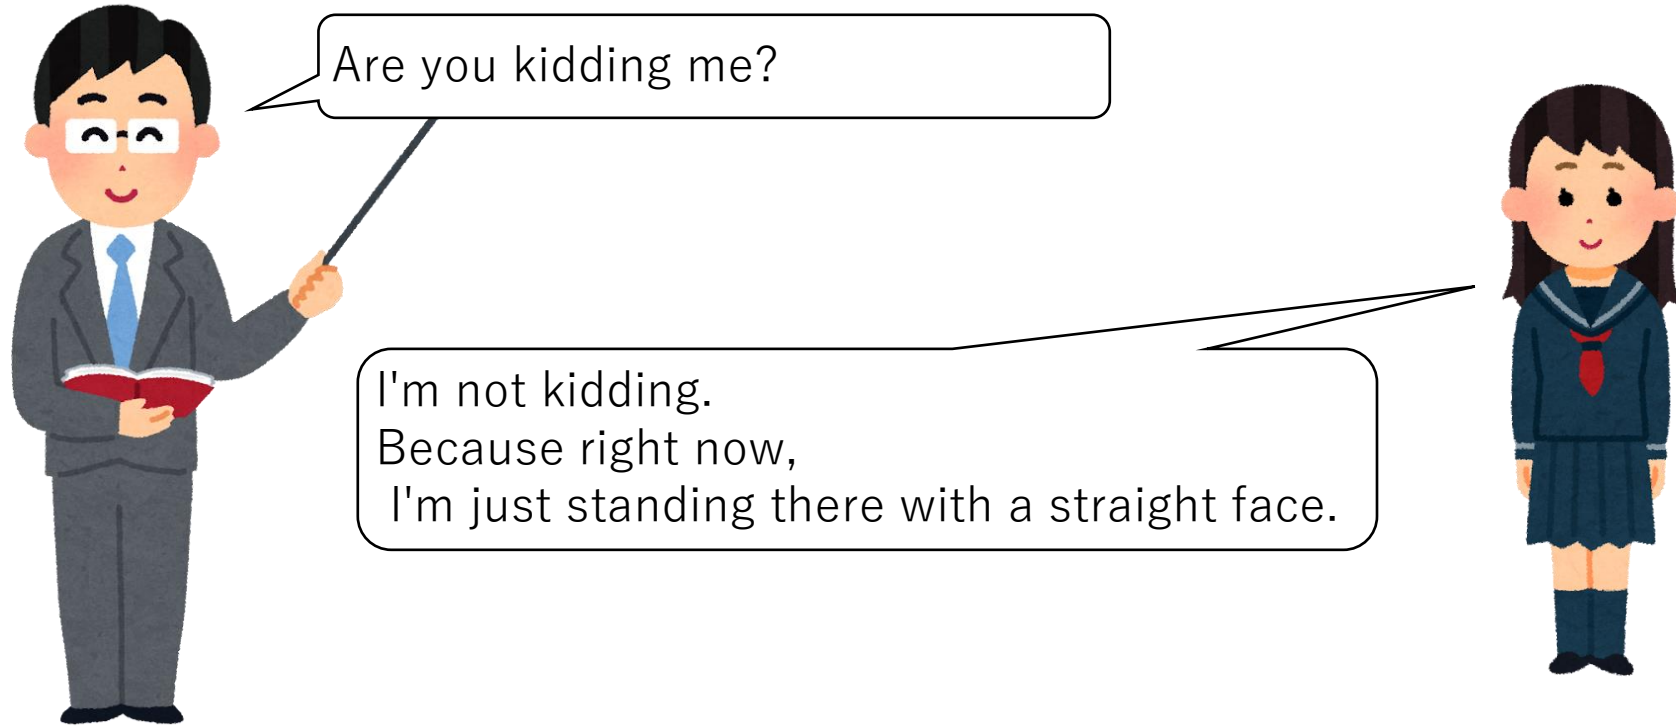 Are you kidding me?
I'm not kidding.
Because right now,
I'm just standing there with a straight face.